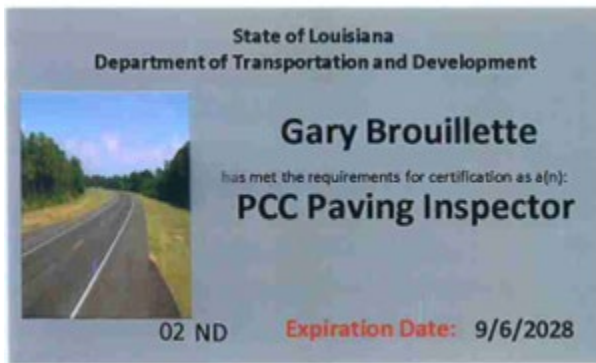 State of Louisiana
Department of Transportation and Development
Gary Brouillette
has met the requirements for certification as a(n):
PCC Paving Inspector
02 ND
Expiration Date: 9/6/2028